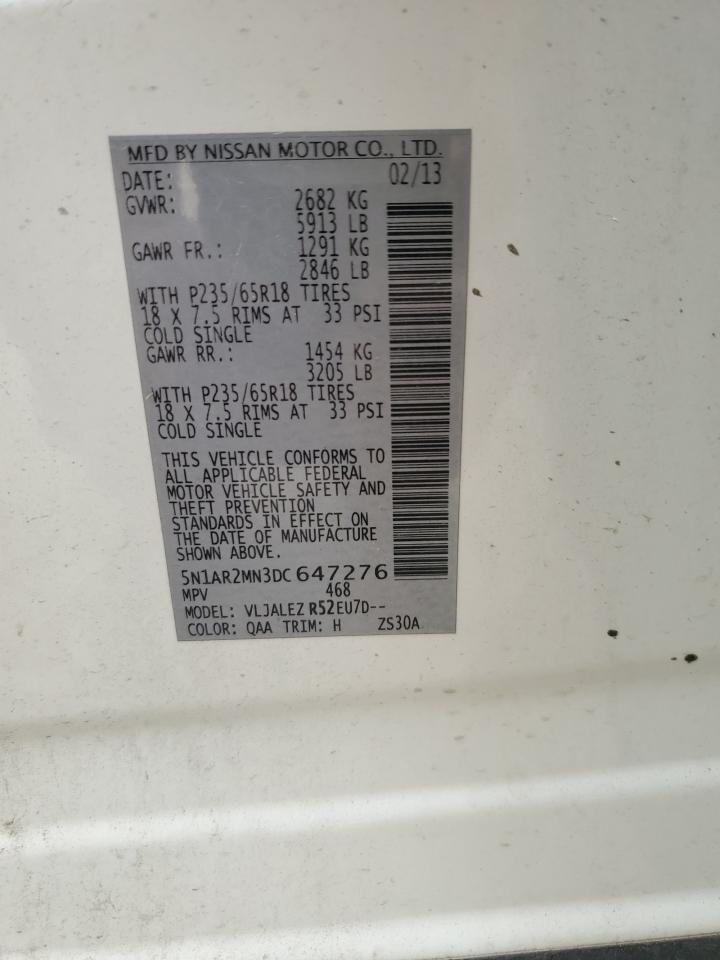 MFD BY NISSAN MOTOR CO., LTD.
DATE: 02/13
GVWR: 2682 KG
5913 LB
GAWR FR.: 1291 KG
2846 LB
WITH P235/65R18 TIRES
18 X 7.5 RIMS AT 33 PSI
COLD SINGLE
GAWR RR.: 1454 KG
3205 LB
WITH P235/65R18 TIRES
18 X 7.5 RIMS AT 33 PSI
COLD SINGLE
THIS VEHICLE CONFORMS TO
ALL APPLICABLE FEDERAL
MOTOR VEHICLE SAFETY AND
THEFT PREVENTION
STANDARDS IN EFFECT ON
THE DATE OF MANUFACTURE
SHOWN ABOVE.
5N1AR2MN3DC647276
MPV 468
MODEL: VLJALEZ R52EU7D--
COLOR: QAA TRIM: H ZS30A